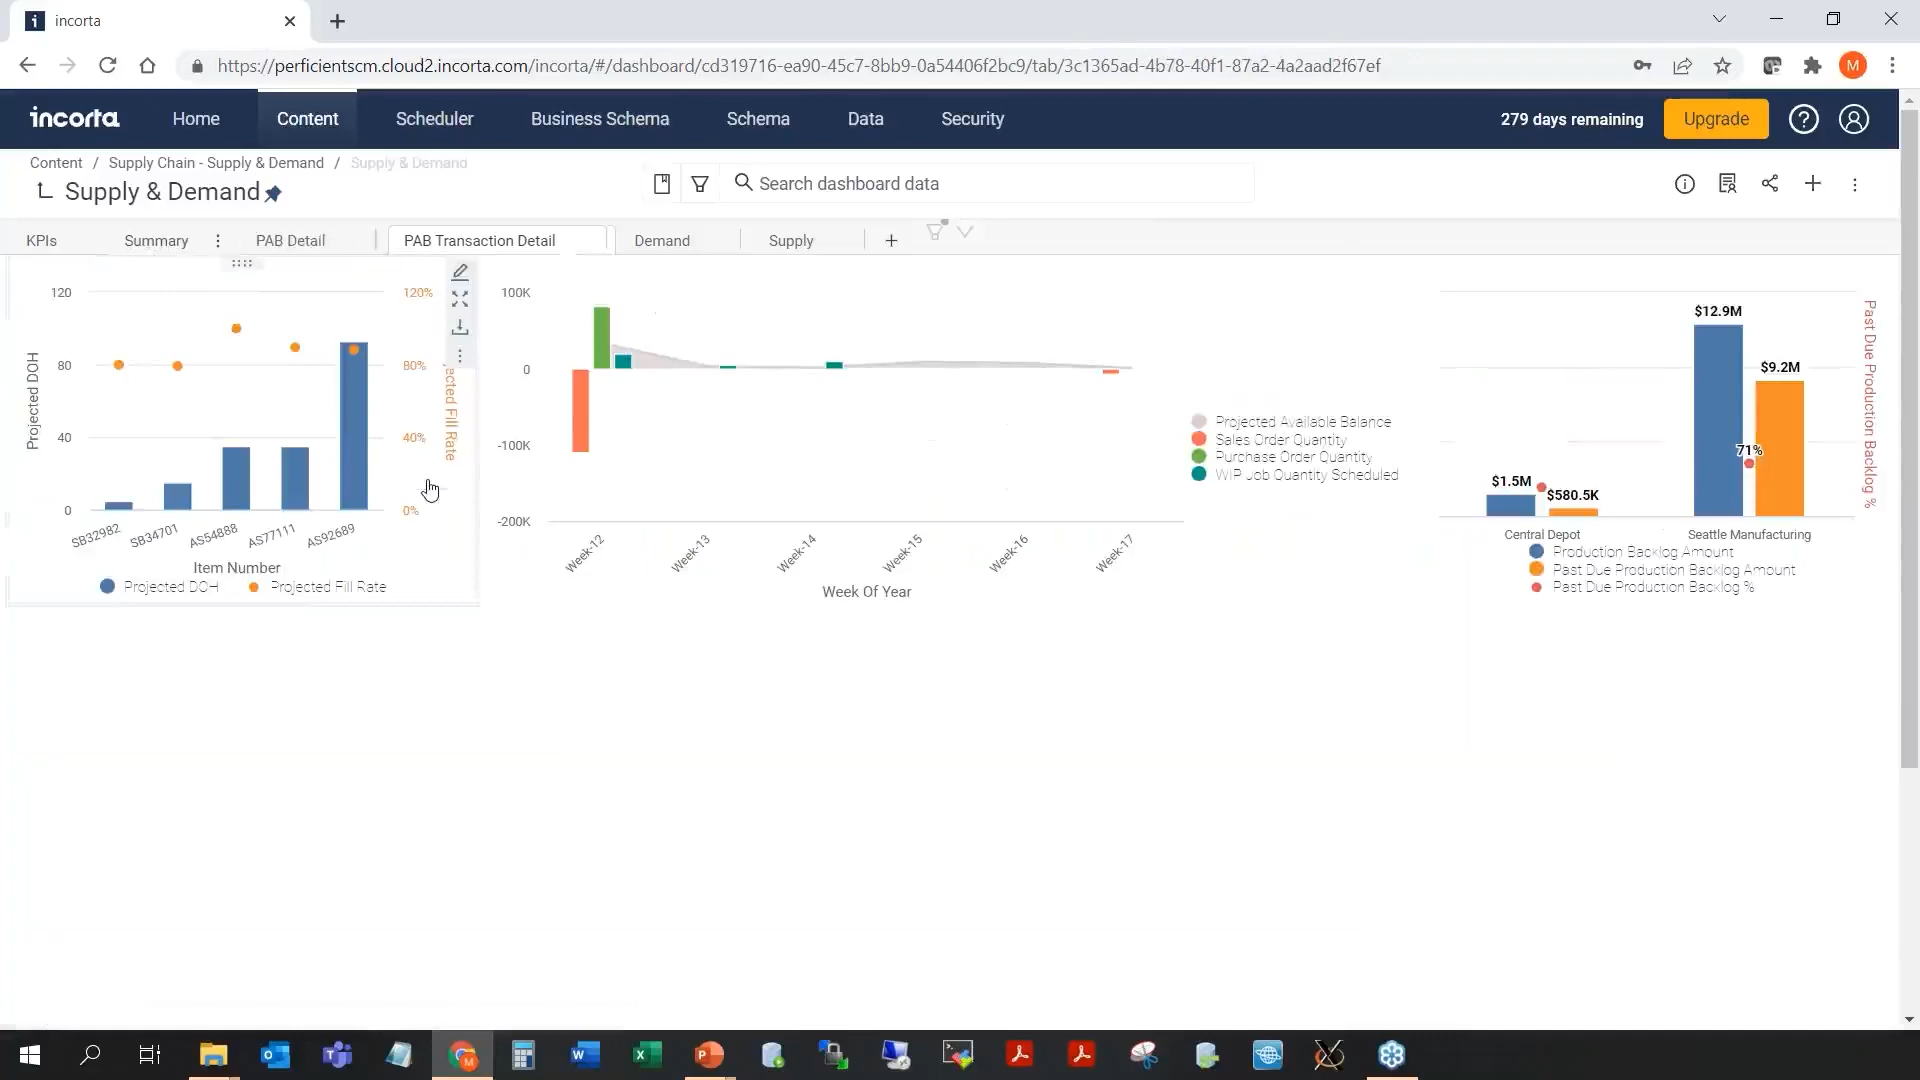 incorta
https://perficientscm.cloud2.incorta.com/incorta/#/dashboard/cd319716-ea90-45c7-8bb9-0a54406f2bc9/tab/3c1365ad-4b78-40f1-87a2-4a2aad2f67ef
M
incorta Home Content Scheduler Business Schema Schema Data Security 279 days remaining Upgrade
Content / Supply Chain - Supply & Demand / Supply & Demand
Supply & Demand
Search dashboard data
KPIs Summary PAB Detail PAB Transaction Detail Demand Supply
120
80
40
0
Projected DOH
120%
80%
40%
0%
ected Fill Rate
SB32982
SB34701
AS54888
AS77111
AS92689
Item Number
Projected DOH Projected Fill Rate
100K
0
-100K
-200K
Week-12
Week-13
Week-14
Week-15
Week-16
Week-17
Week Of Year
Projected Available Balance
Sales Order Quantity
Purchase Order Quantity
WIP Job Quantity Scheduled
$12.9M
$9.2M
71%
$1.5M
$580.5K
Past Due Production Backlog %
Central Depot
Seattle Manufacturing
Production Backlog Amount
Past Due Production Backlog Amount
Past Due Production Backlog %